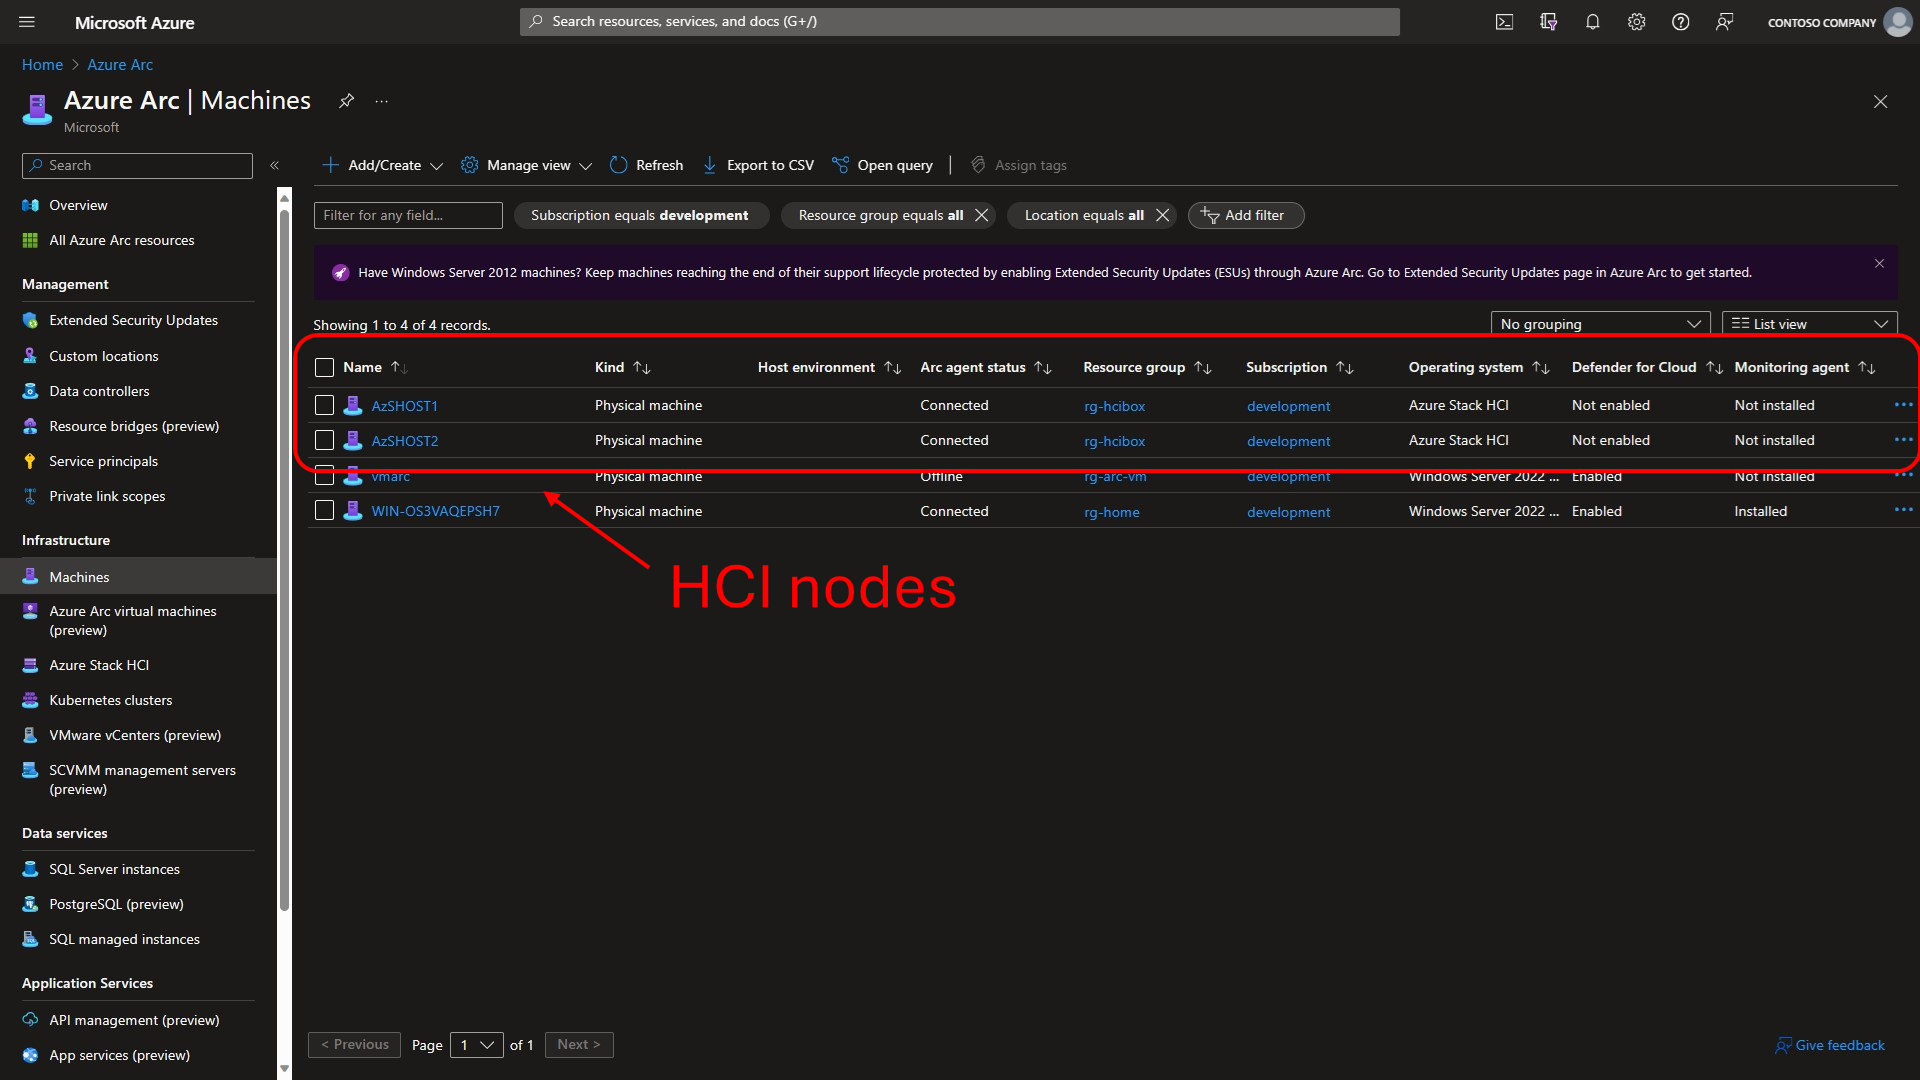 Microsoft Azure
Search resources, services, and docs (G+/)
CONTOSO COMPANY
Home > Azure Arc
Azure Arc | Machines
...
Microsoft
Search
«
Add/Create
Manage view
Refresh
Export to CSV
Open query
Assign tags
Overview
All Azure Arc resources
Management
Extended Security Updates
Custom locations
Data controllers
Resource bridges (preview)
Service principals
Private link scopes
Infrastructure
Machines
Azure Arc virtual machines
(preview)
Azure Stack HCI
Kubernetes clusters
VMware vCenters (preview)
SCVMM management servers
(preview)
Data services
SQL Server instances
PostgreSQL (preview)
SQL managed instances
Application Services
API management (preview)
App services (preview)
Filter for any field...
Subscription equals development
Resource group equals all
Location equals all
Add filter
Have Windows Server 2012 machines? Keep machines reaching the end of their support lifecycle protected by enabling Extended Security Updates (ESUs) through Azure Arc. Go to Extended Security Updates page in Azure Arc to get started.
Showing 1 to 4 of 4 records.
No grouping
List view
Name Kind Host environment Arc agent status Resource group Subscription Operating system Defender for Cloud Monitoring agent
AzSHOST1 Physical machine Connected rg-hcibox development Azure Stack HCI Not enabled Not installed
AzSHOST2 Physical machine Connected rg-hcibox development Azure Stack HCI Not enabled Not installed
vmarc Physical machine Offline rg-arc-vm development Windows Server 2022 ... Enabled Not installed
WIN-OS3VAQEPSH7 Physical machine Connected rg-home development Windows Server 2022 ... Enabled Installed
HCI nodes
< Previous
Page 1 of 1
Next >
Give feedback